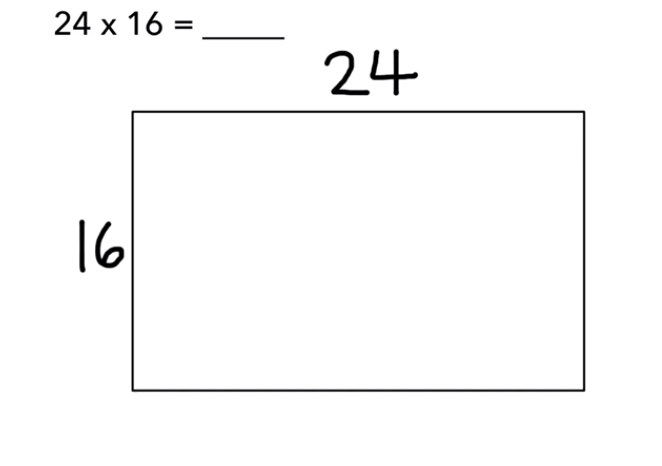 24 x 16 = _____
24
16